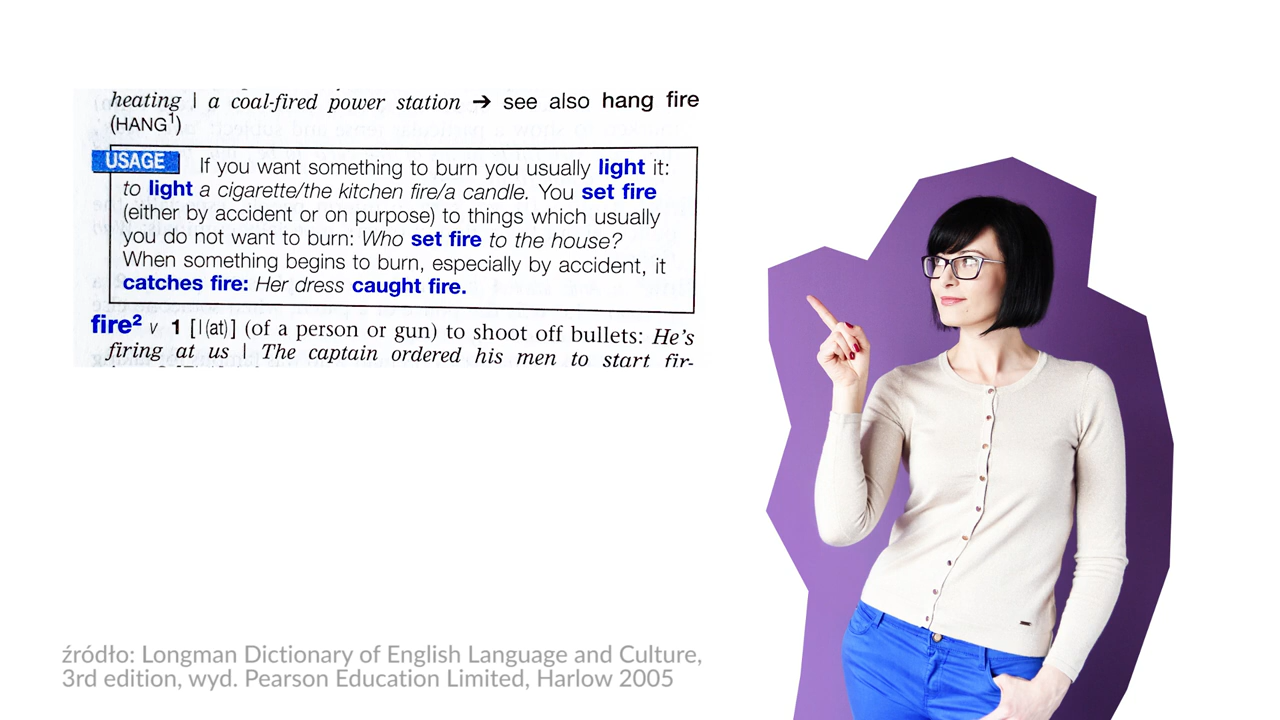 heating | a coal-fired power station ➔ see also hang fire
(HANG¹)
USAGE If you want something to burn you usually light it:
to light a cigarette/the kitchen fire/a candle. You set fire
(either by accident or on purpose) to things which usually
you do not want to burn: Who set fire to the house?
When something begins to burn, especially by accident, it
catches fire: Her dress caught fire.
fire² v 1 [I(at)] (of a person or gun) to shoot off bullets: He's
firing at us | The captain ordered his men to start fir-
źródło: Longman Dictionary of English Language and Culture,
3rd edition, wyd. Pearson Education Limited, Harlow 2005